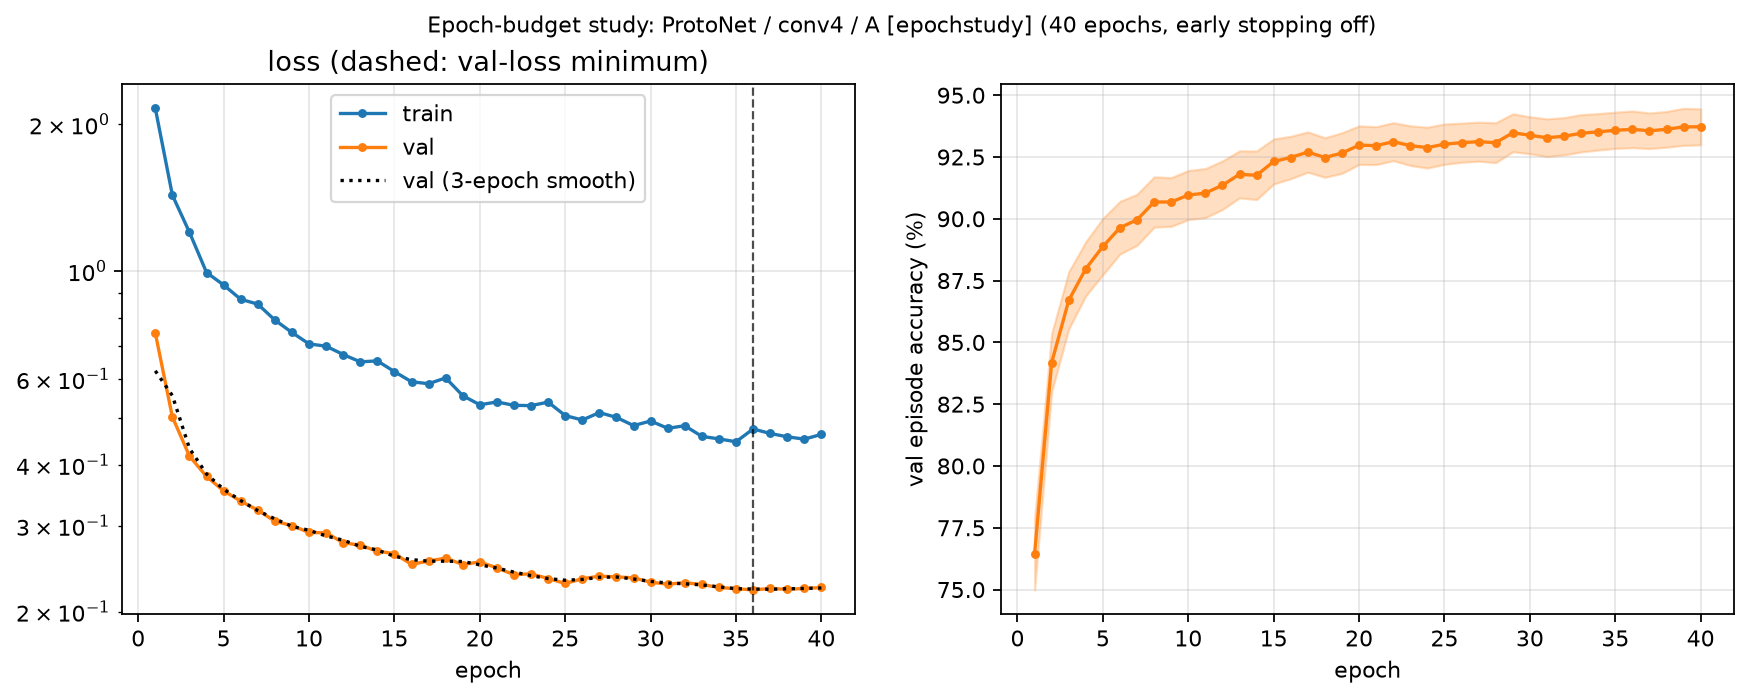 Epoch-budget study: ProtoNet / conv4 / A [epochstudy] (40 epochs, early stopping off)
loss (dashed: val-loss minimum)
train
val
val (3-epoch smooth)
2 × 10⁰
10⁰
6 × 10⁻¹
4 × 10⁻¹
3 × 10⁻¹
2 × 10⁻¹
0 5 10 15 20 25 30 35 40
epoch
val episode accuracy (%)
95.0
92.5
90.0
87.5
85.0
82.5
80.0
77.5
75.0
0 5 10 15 20 25 30 35 40
epoch